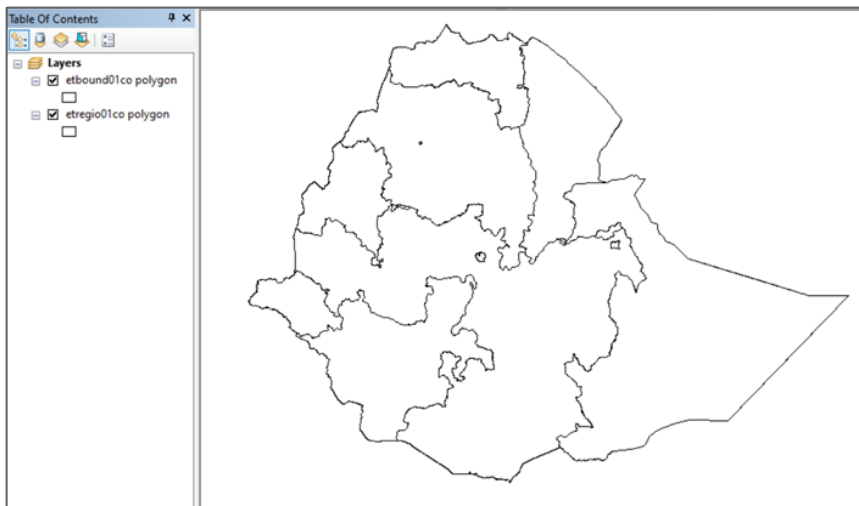 Table Of Contents
Layers
etbound01co polygon
etregio01co polygon